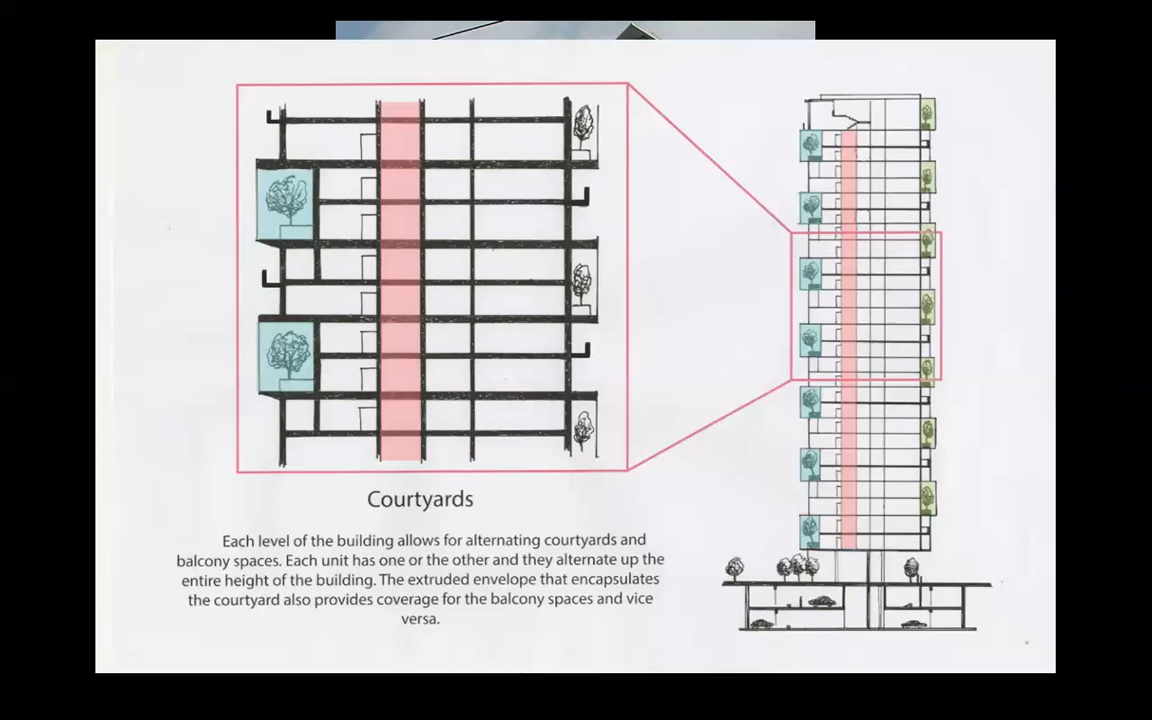 Courtyards
Each level of the building allows for alternating courtyards and
balcony spaces. Each unit has one or the other and they alternate up the
entire height of the building. The extruded envelope that encapsulates
the courtyard also provides coverage for the balcony spaces and vice
versa.